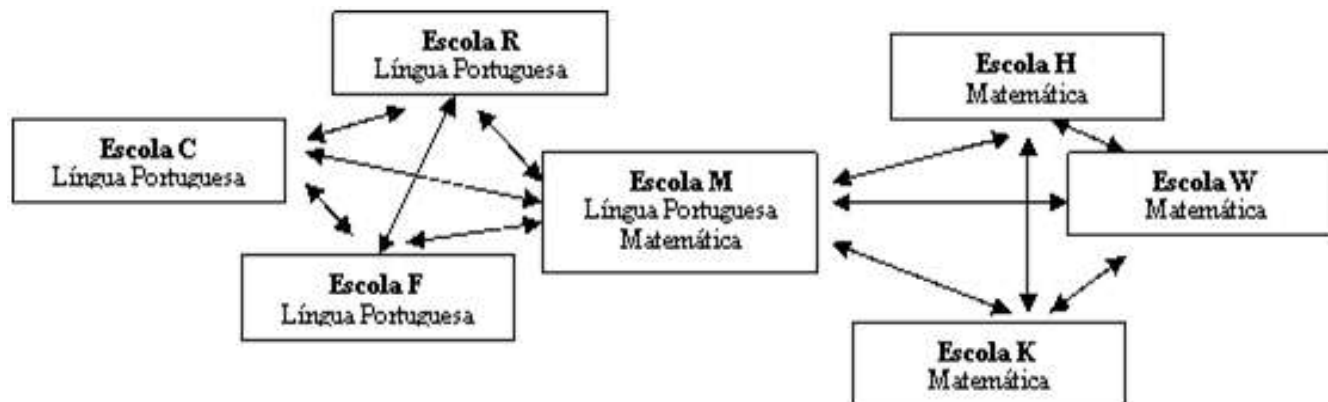 Escola R
Língua Portuguesa
Escola C
Língua Portuguesa
Escola F
Língua Portuguesa
Escola M
Língua Portuguesa
Matemática
Escola H
Matemática
Escola W
Matemática
Escola K
Matemática